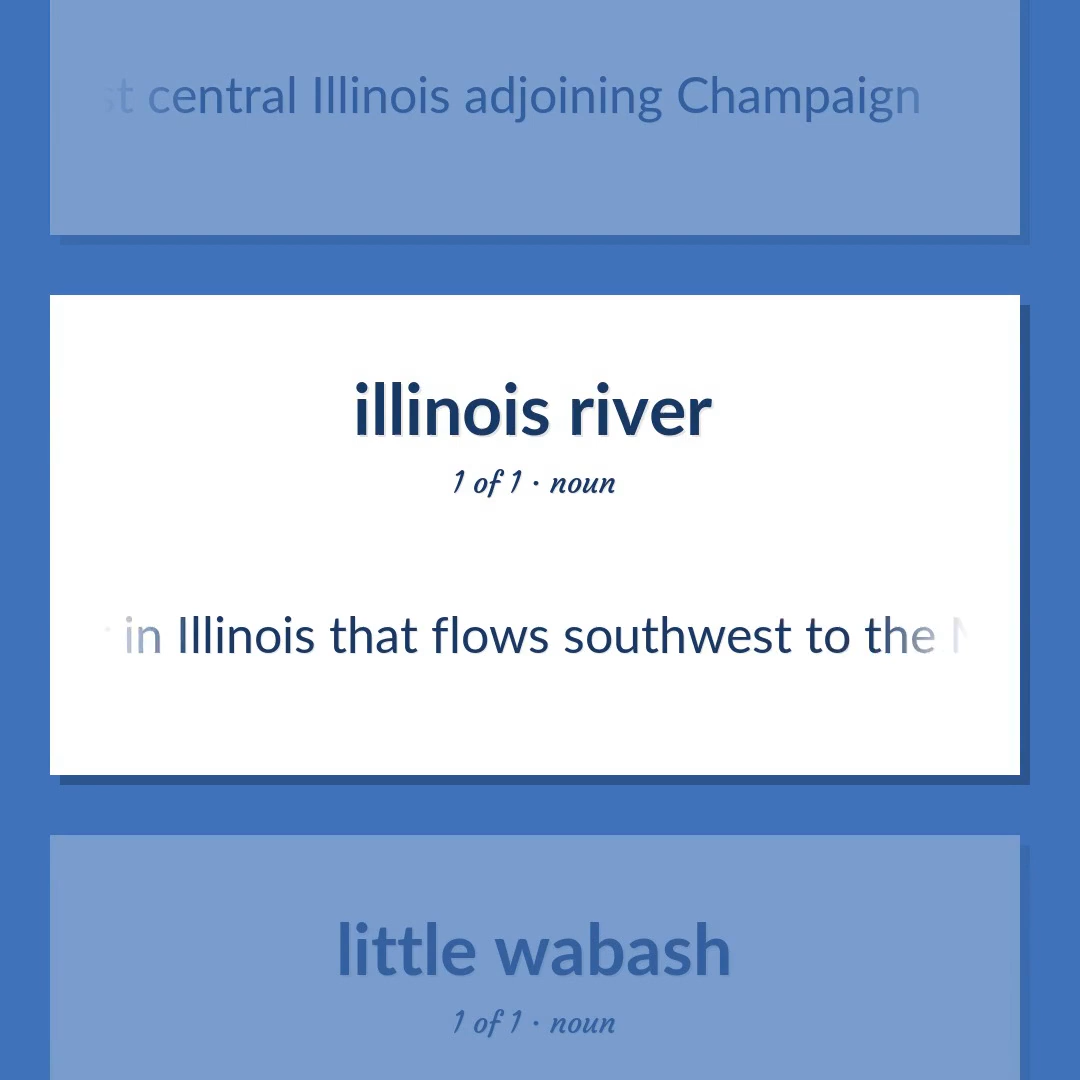 central Illinois adjoining Champaign
illinois river
1 of 1 · noun
in Illinois that flows southwest to the
little wabash
1 of 1 · noun